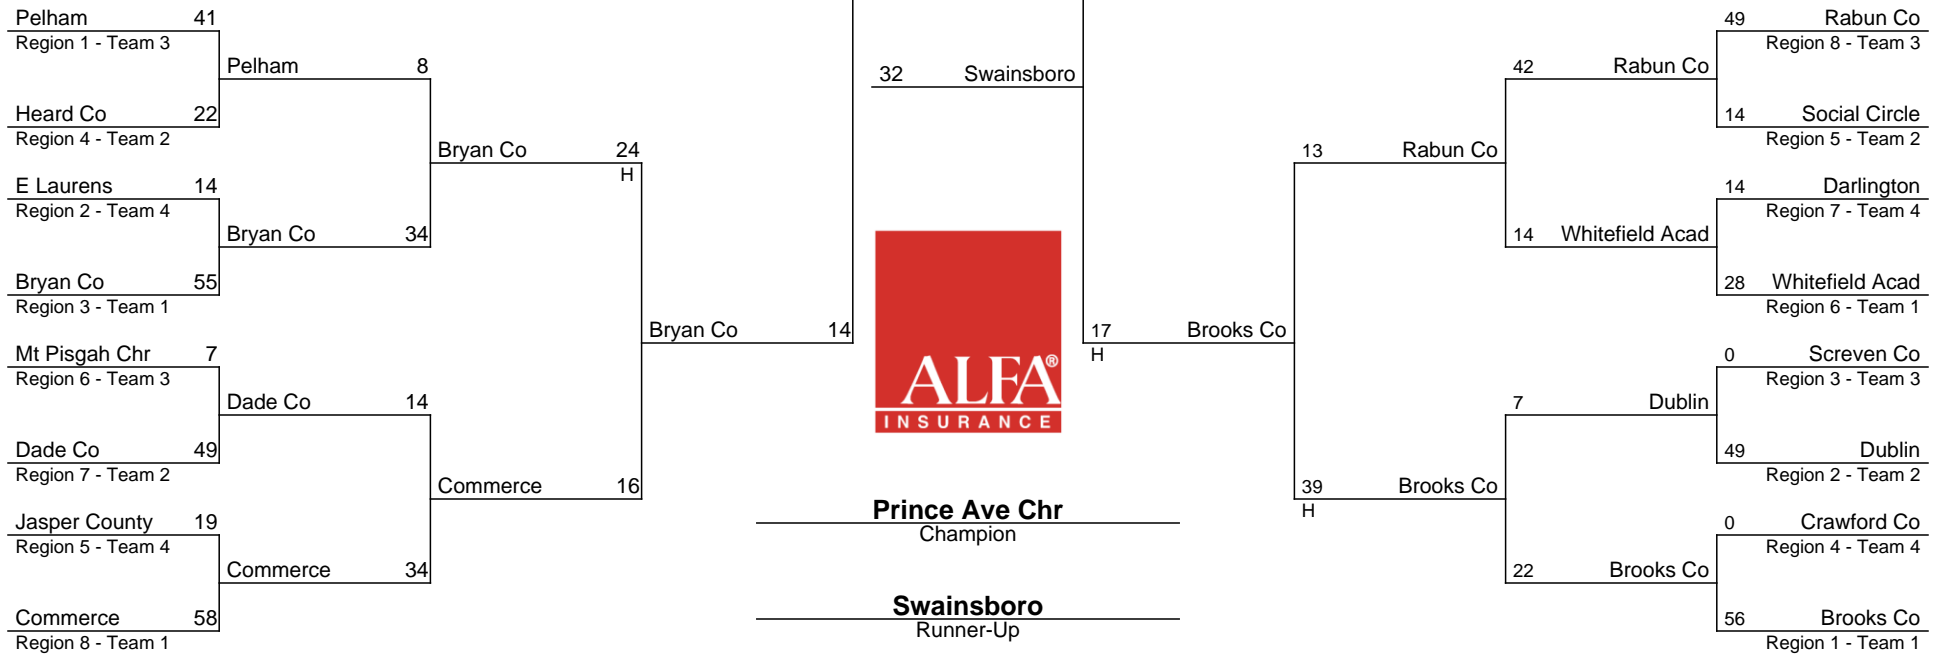 Pelham 41
Region 1 - Team 3
Pelham 8
Heard Co 22
Region 4 - Team 2
Bryan Co 24
H
E Laurens 14
Region 2 - Team 4
Bryan Co 34
Bryan Co 55
Region 3 - Team 1
Bryan Co 14
Mt Pisgah Chr 7
Region 6 - Team 3
Dade Co 14
Dade Co 49
Region 7 - Team 2
Commerce 16
Jasper County 19
Region 5 - Team 4
Commerce 34
Commerce 58
Region 8 - Team 1
32 Swainsboro
ALFA®
INSURANCE
Prince Ave Chr
Champion
Swainsboro
Runner-Up
49 Rabun Co
Region 8 - Team 3
42 Rabun Co
14 Social Circle
Region 5 - Team 2
13 Rabun Co
14 Darlington
Region 7 - Team 4
14 Whitefield Acad
28 Whitefield Acad
Region 6 - Team 1
17 Brooks Co
H
0 Screven Co
Region 3 - Team 3
7 Dublin
49 Dublin
Region 2 - Team 2
39 Brooks Co
H
0 Crawford Co
Region 4 - Team 4
22 Brooks Co
56 Brooks Co
Region 1 - Team 1